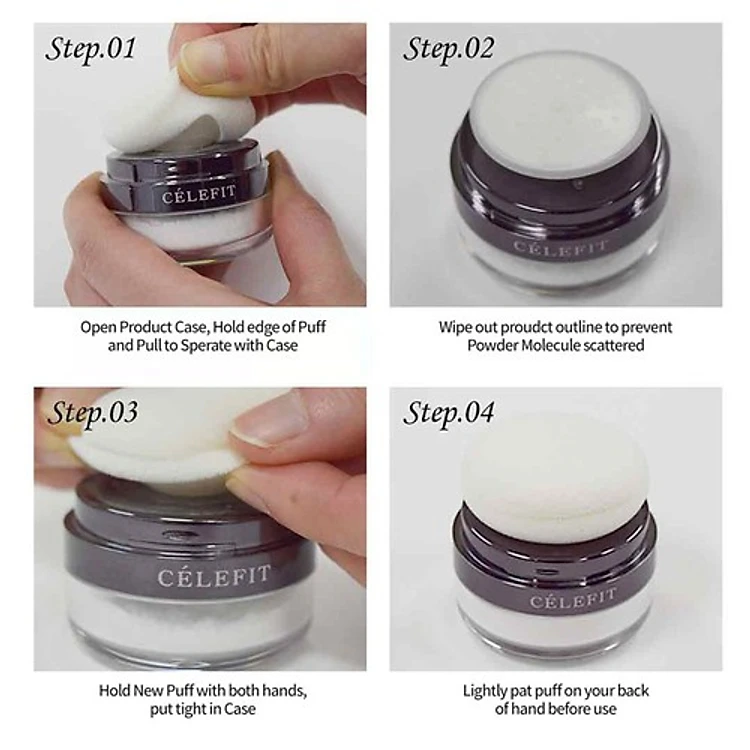 Step.01
CÉLEFIT
Open Product Case, Hold edge of Puff
and Pull to Sperate with Case
Step.02
CÉLEFIT
Wipe out proudct outline to prevent
Powder Molecule scattered
Step.03
CÉLEFIT
Hold New Puff with both hands,
put tight in Case
Step.04
CÉLEFIT
Lightly pat puff on your back
of hand before use